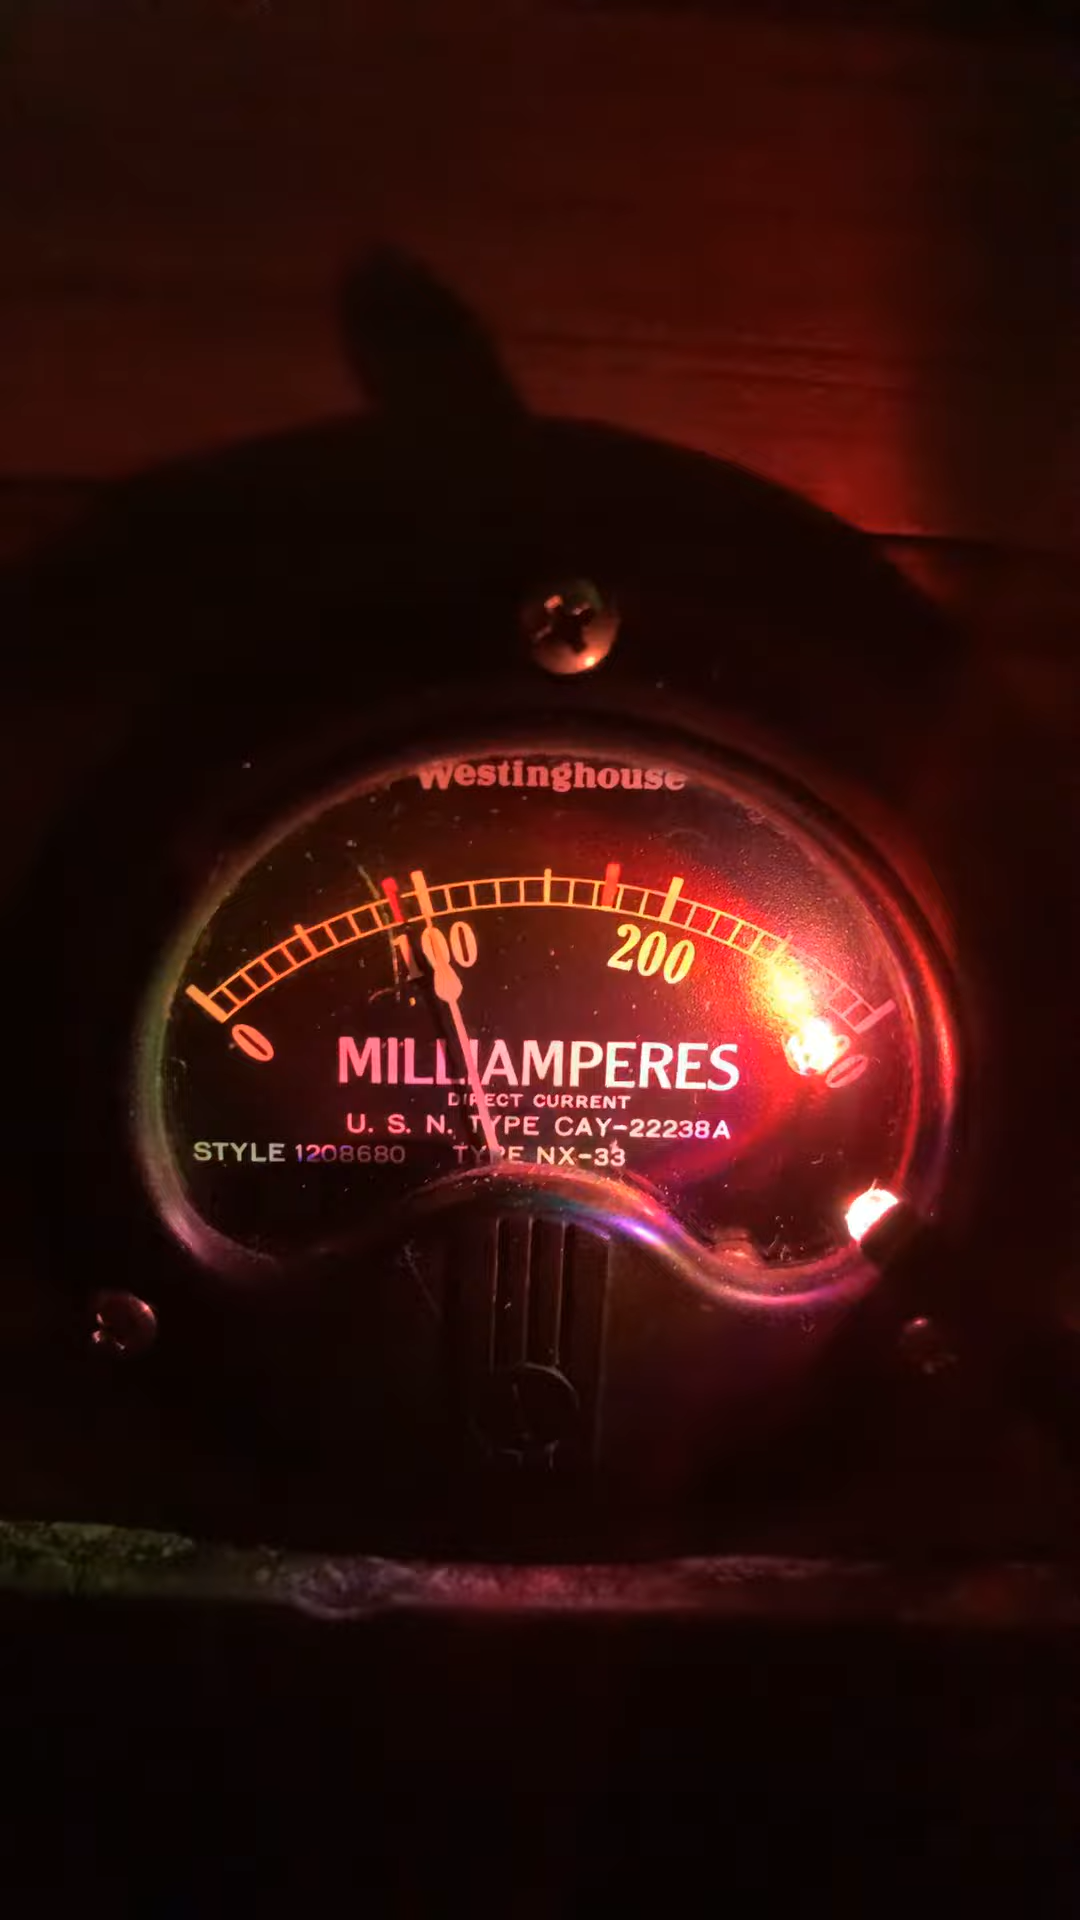 Westinghouse
0 100 200
MILLIAMPERES
DIRECT CURRENT
U. S. N. TYPE CAY-22238A
STYLE 1208680 TYPE NX-33